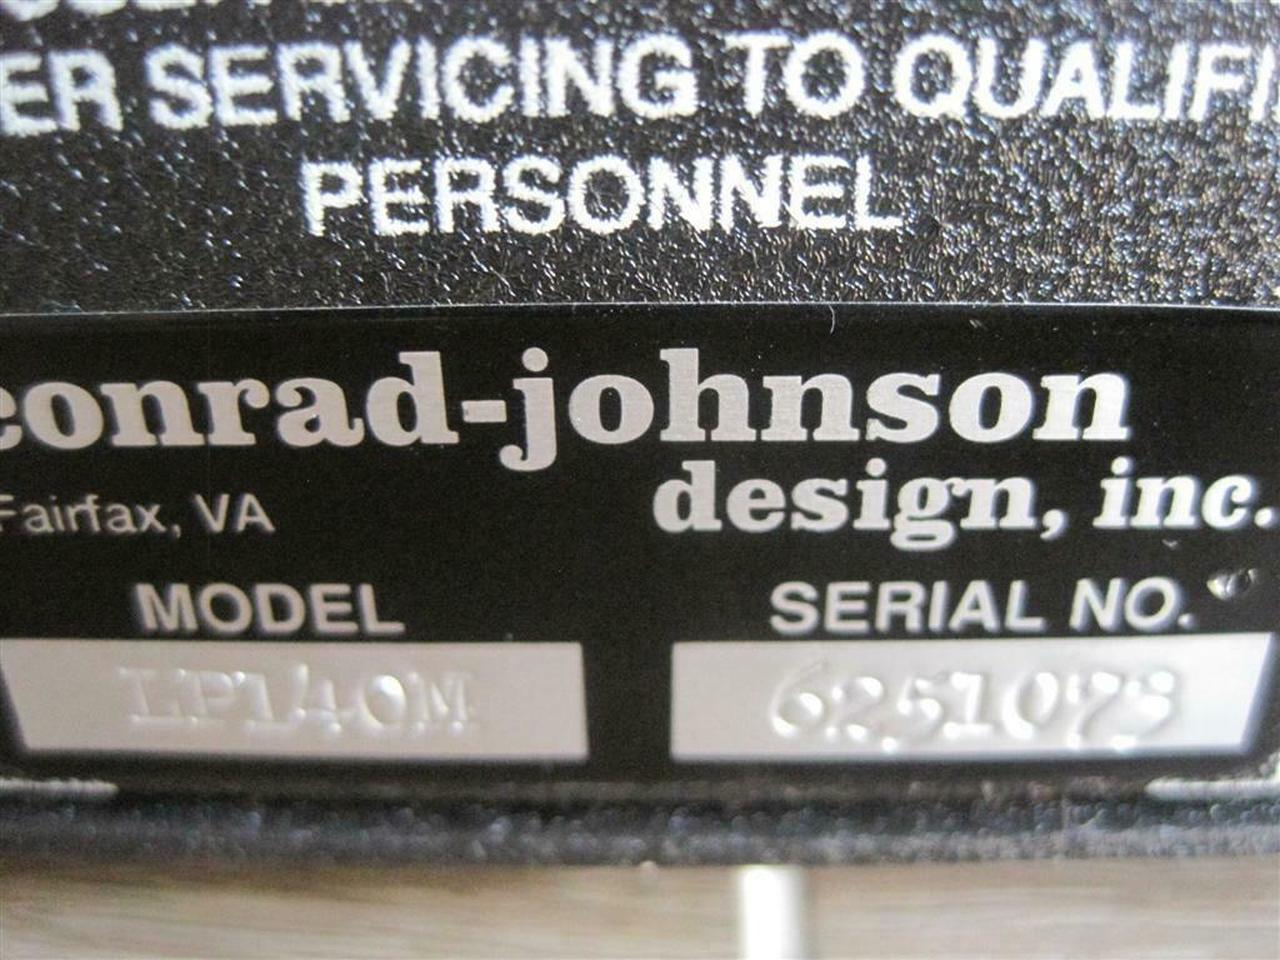 ER SERVICING TO QUALIFI
PERSONNEL
conrad-johnson
design, inc.
Fairfax, VA
MODEL SERIAL NO.
LP140M